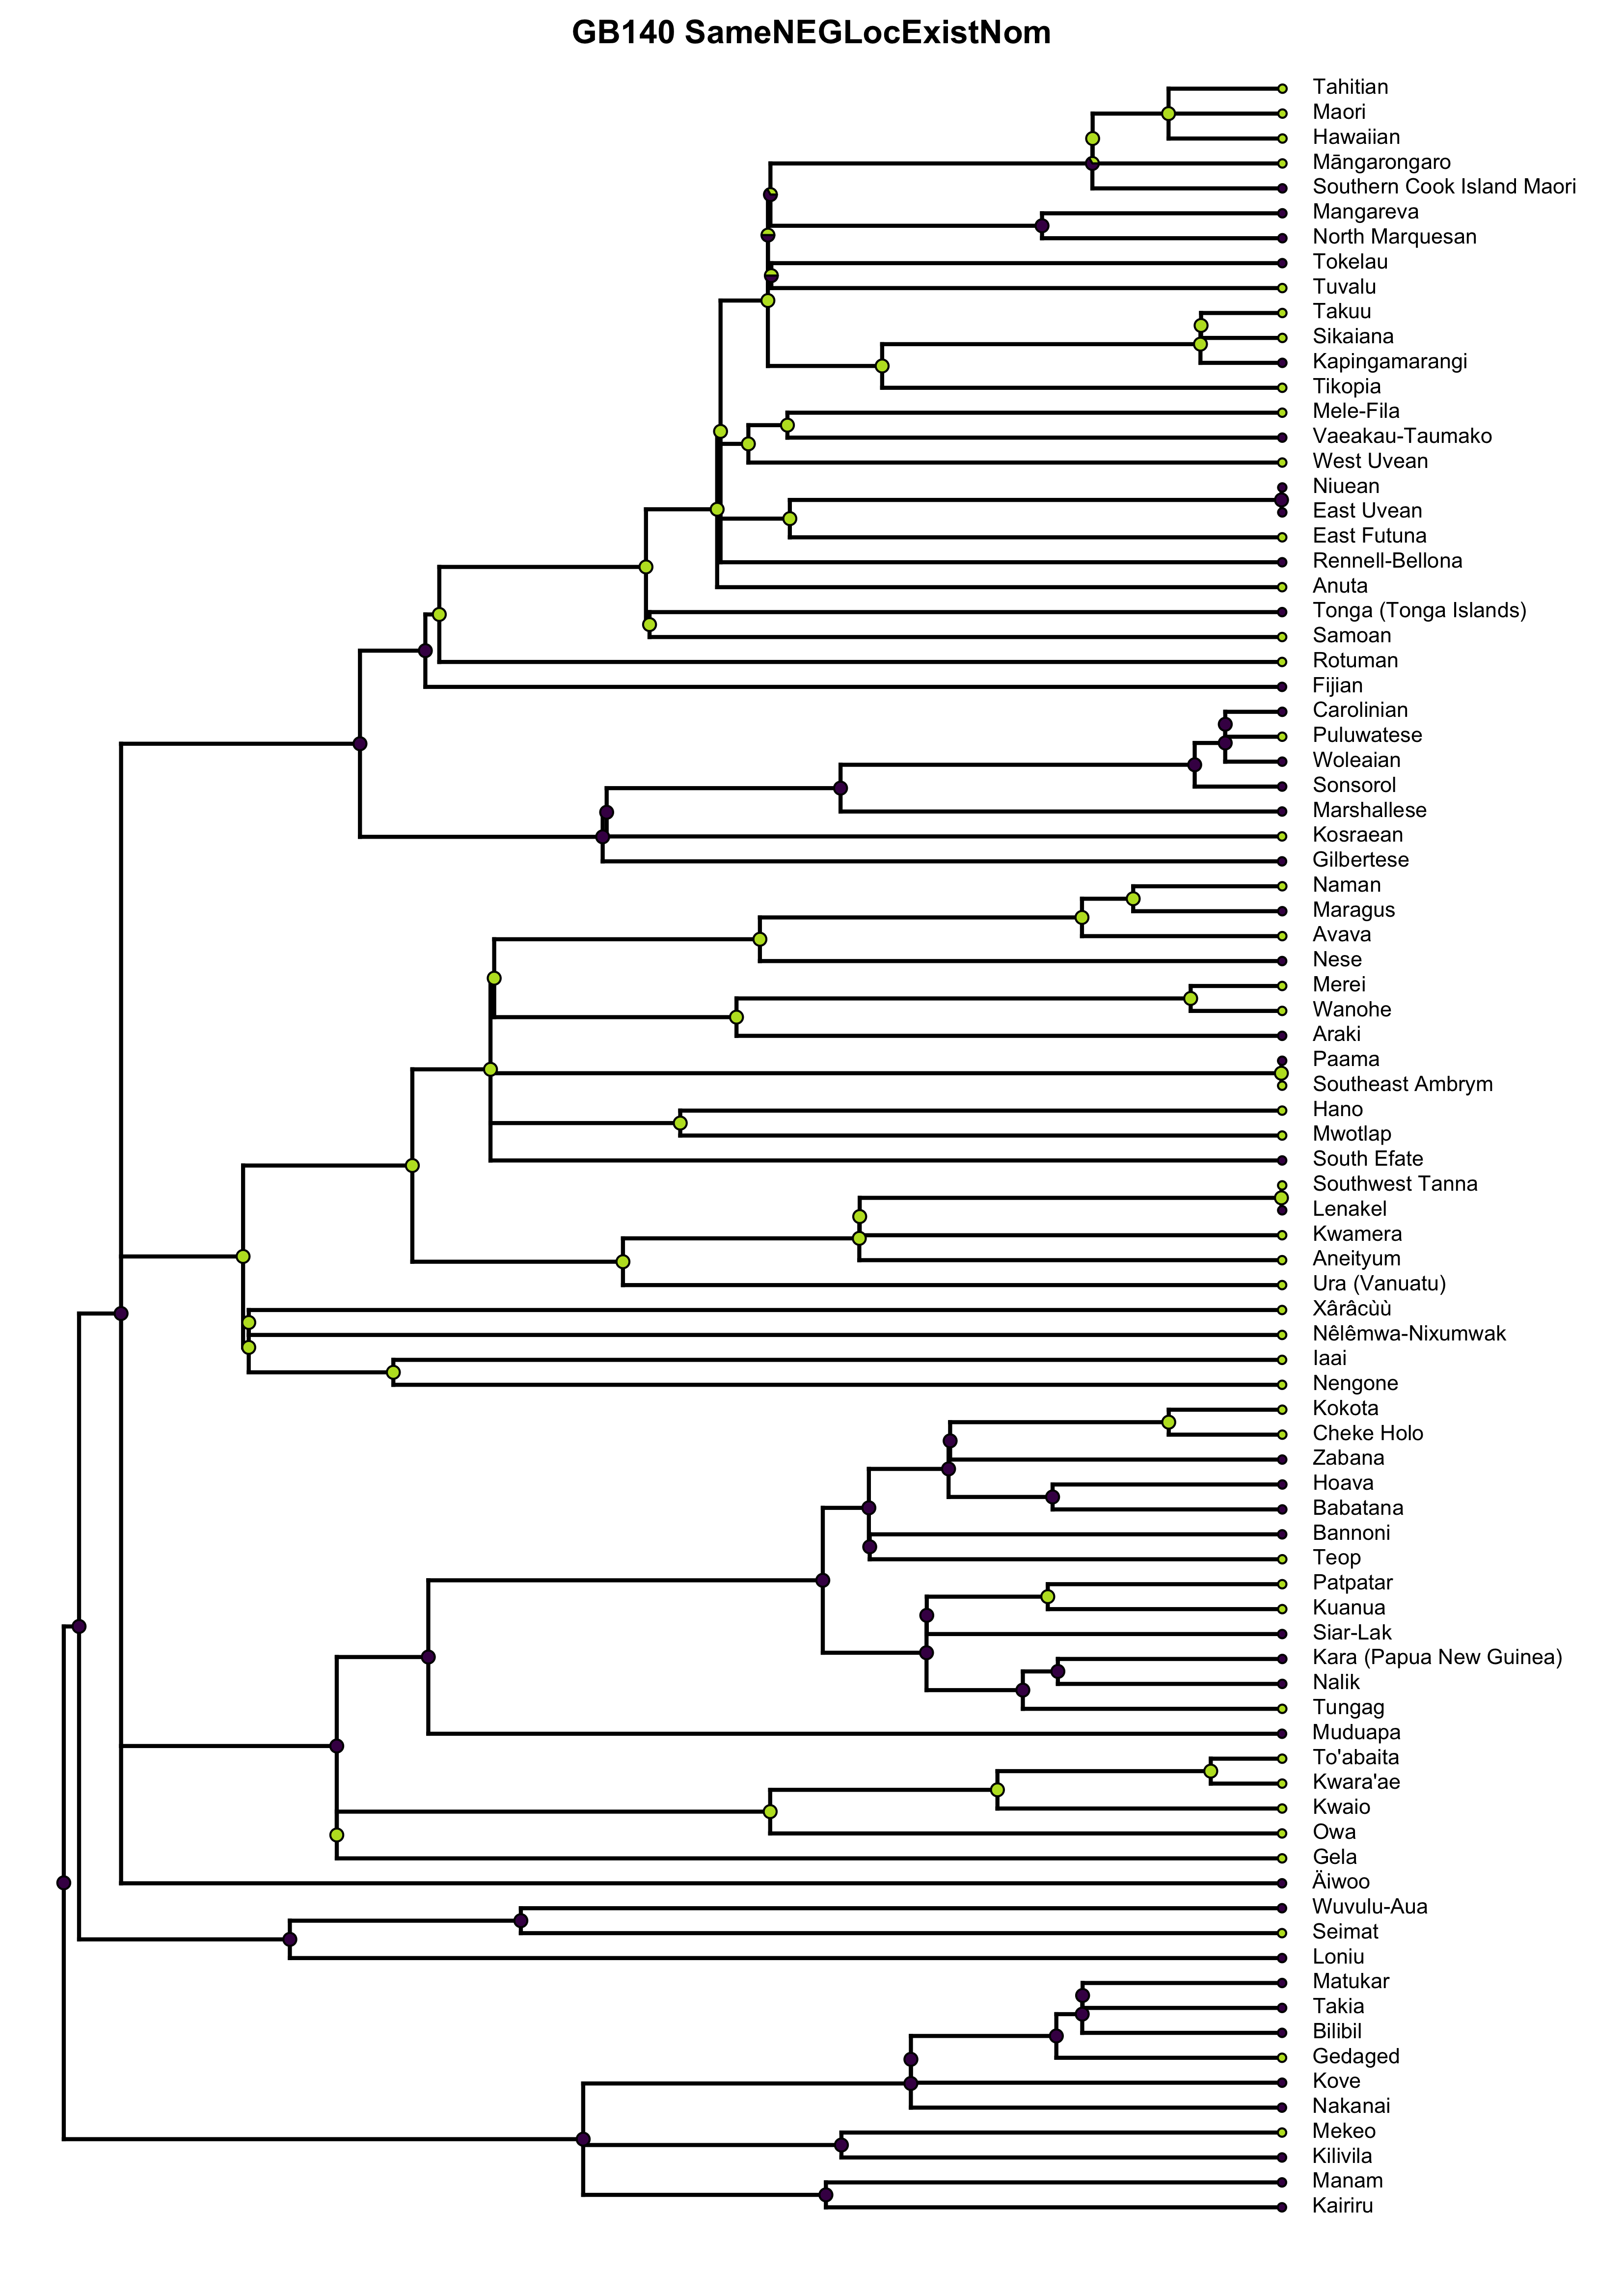 GB140 SameNEGLocExistNom
Tahitian
Maori
Hawaiian
Māngarongaro
Southern Cook Island Maori
Mangareva
North Marquesan
Tokelau
Tuvalu
Takuu
Sikaiana
Kapingamarangi
Tikopia
Mele-Fila
Vaeakau-Taumako
West Uvean
Niuean
East Uvean
East Futuna
Rennell-Bellona
Anuta
Tonga (Tonga Islands)
Samoan
Rotuman
Fijian
Carolinian
Puluwatese
Woleaian
Sonsorol
Marshallese
Kosraean
Gilbertese
Naman
Maragus
Avava
Nese
Merei
Wanohe
Araki
Paama
Southeast Ambrym
Hano
Mwotlap
South Efate
Southwest Tanna
Lenakel
Kwamera
Aneityum
Ura (Vanuatu)
Xârâcùù
Nêlêmwa-Nixumwak
Iaai
Nengone
Kokota
Cheke Holo
Zabana
Hoava
Babatana
Bannoni
Teop
Patpatar
Kuanua
Siar-Lak
Kara (Papua New Guinea)
Nalik
Tungag
Muduapa
To'abaita
Kwara'ae
Kwaio
Owa
Gela
Äiwoo
Wuvulu-Aua
Seimat
Loniu
Matukar
Takia
Bilibil
Gedaged
Kove
Nakanai
Mekeo
Kilivila
Manam
Kairiru